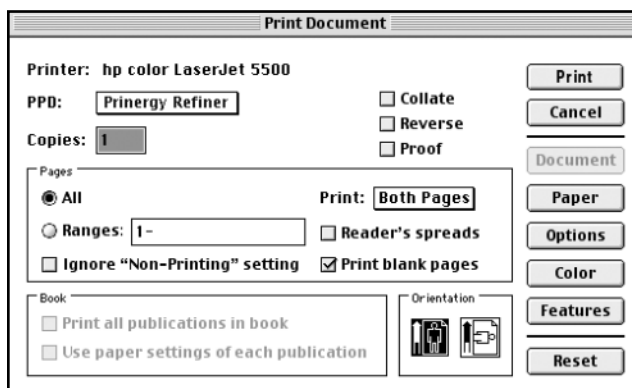 Print Document
Printer: hp color LaserJet 5500
PPD: Prinergy Refiner
Copies: 1
Collate
Reverse
Proof
Pages
All
Print: Both Pages
Ranges: 1-
Reader's spreads
Ignore “Non-Printing” setting
Print blank pages
Book
Print all publications in book
Use paper settings of each publication
Orientation
Print
Cancel
Document
Paper
Options
Color
Features
Reset